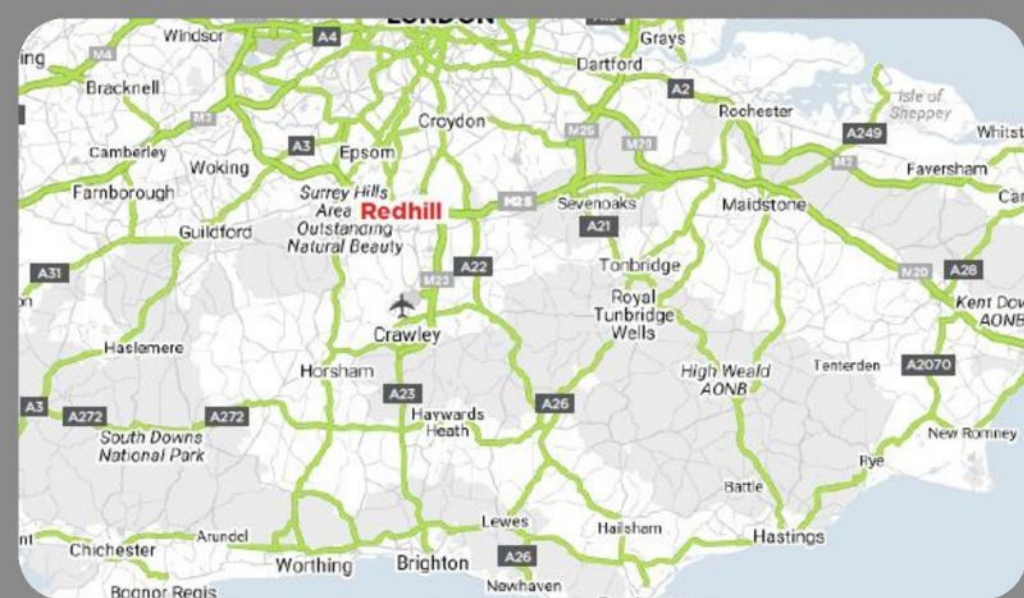 LONDON
Windsor
A4
Grays
M4
Dartford
Bracknell
A2
Isle of
Sheppey
M3
Rochester
Croydon
M25
A249
Whitst
Camberley
A3
Epsom
M20
M2
Woking
Faversham
Farnborough
Surrey Hills
Area
Outstanding
Natural Beauty
Redhill
M25
Sevenoaks
Maidstone
Guildford
A21
A31
M23
A22
Tonbridge
M20
A28
Royal
Tunbridge
Wells
Kent Dow
AONB
Crawley
Haslemere
Horsham
High Weald
AONB
Tenterden
A2070
A3
A272
A272
A23
Haywards
Heath
A26
South Downs
National Park
New Romney
Rye
Battle
Lewes
Hailsham
Hastings
Arundel
Chichester
Worthing
Brighton
A26
Newhaven
Bognor Regis